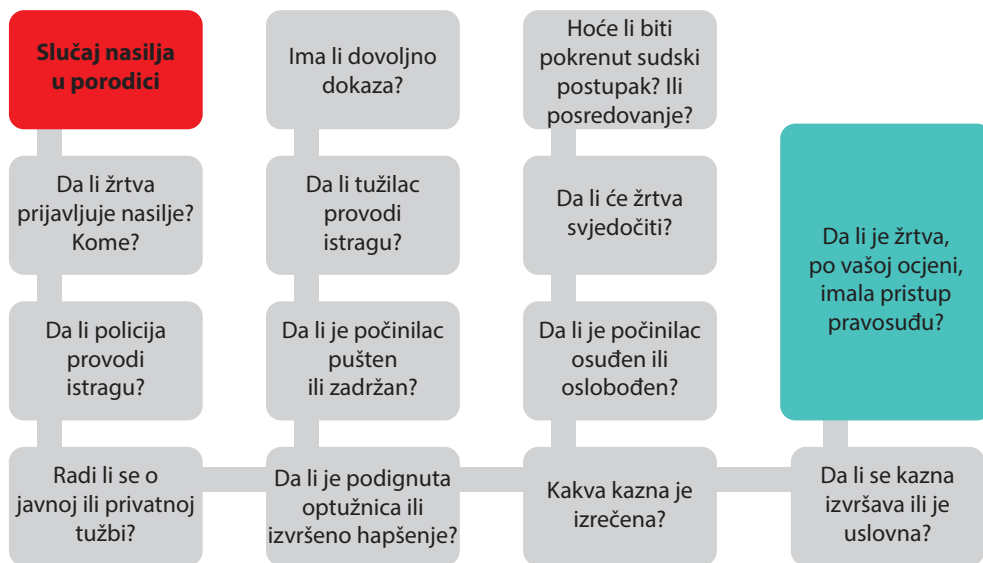 Slučaj nasilja
u porodici
Da li žrtva
prijavljuje nasilje?
Kome?
Da li policija
provodi
istragu?
Radi li se o
javnoj ili privatnoj
tužbi?
Ima li dovoljno
dokaza?
Da li tužilac
provodi
istragu?
Da li je počinilac
pušten
ili zadržan?
Da li je podignuta
optužnica ili
izvršeno hapšenje?
Hoće li biti
pokrenut sudski
postupak? Ili
posredovanje?
Da li će žrtva
svjedočiti?
Da li je počinilac
osuđen ili
oslobođen?
Kakva kazna je
izrečena?
Da li je žrtva,
po vašoj ocjeni,
imala pristup
pravosuđu?
Da li se kazna
izvršava ili je
uslovna?